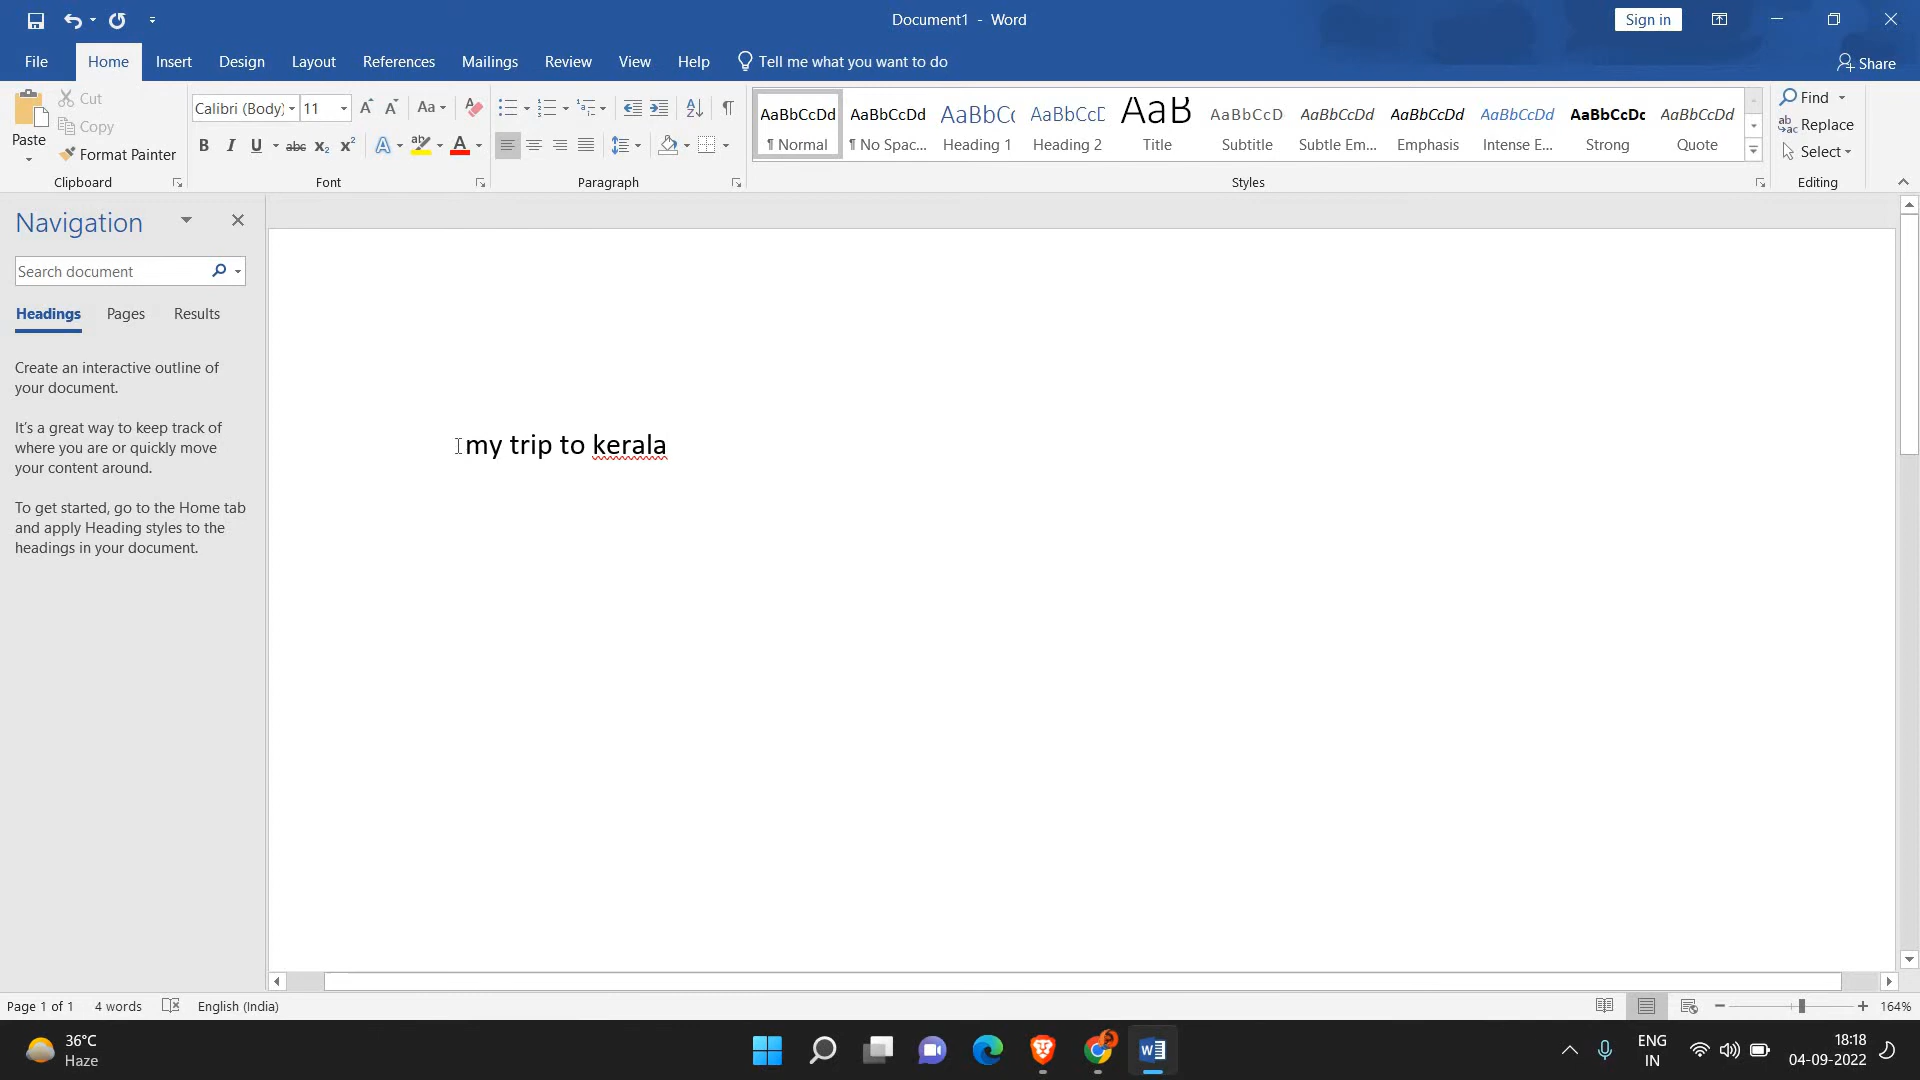 Document1 - Word
Sign in
File Home Insert Design Layout References Mailings Review View Help Tell me what you want to do Share
Paste Cut Copy Format Painter
Clipboard
Calibri (Body) 11 Aa
B I U abc x₂ x² A ab A
Font
Paragraph
AaBbCcDd AaBbCcDd AaBbCc AaBbCcD AaB AaBbCcD AaBbCcDd AaBbCcDd AaBbCcDd AaBbCcDc AaBbCcDd
¶ Normal ¶ No Spac... Heading 1 Heading 2 Title Subtitle Subtle Em... Emphasis Intense E... Strong Quote
Styles
Find
Replace
Select
Editing
Navigation
Search document
Headings Pages Results
Create an interactive outline of
your document.
It's a great way to keep track of
where you are or quickly move
your content around.
To get started, go to the Home tab
and apply Heading styles to the
headings in your document.
my trip to kerala
Page 1 of 1 4 words English (India) 164%
36°C
Haze
ENG
IN
18:18
04-09-2022